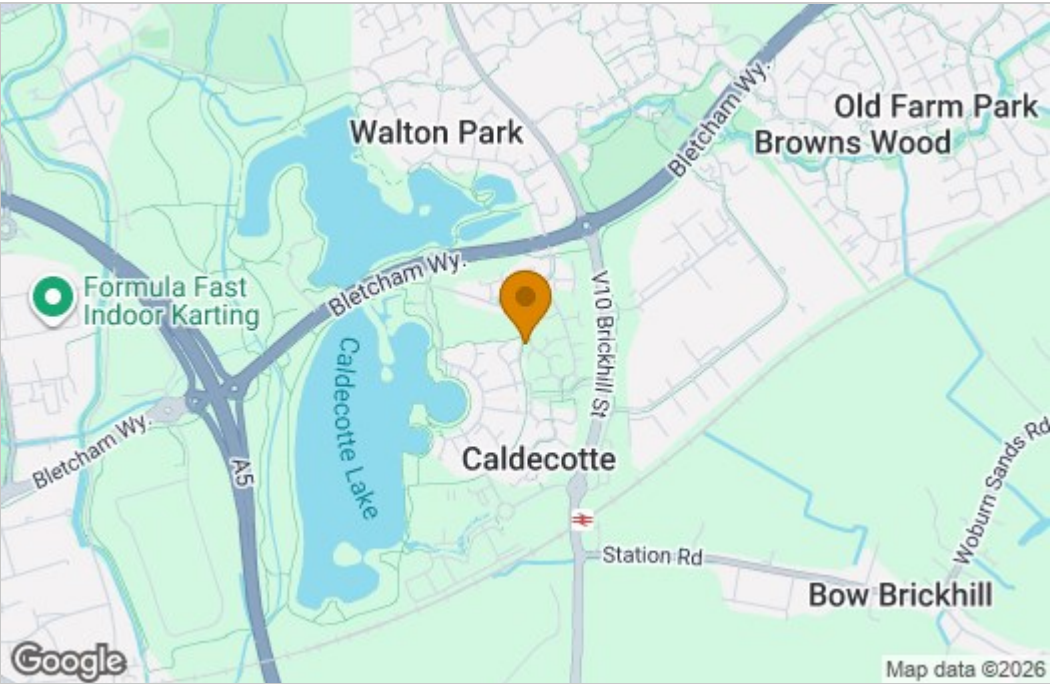 Walton Park
Old Farm Park
Browns Wood
Bletcham Wy.
Bletcham Wy.
Formula Fast
Indoor Karting
V10 Brickhill St
Caldecotte Lake
Bletcham Wy.
A5
Caldecotte
Woburn Sands Rd
Station Rd
Bow Brickhill
Google
Map data ©2026